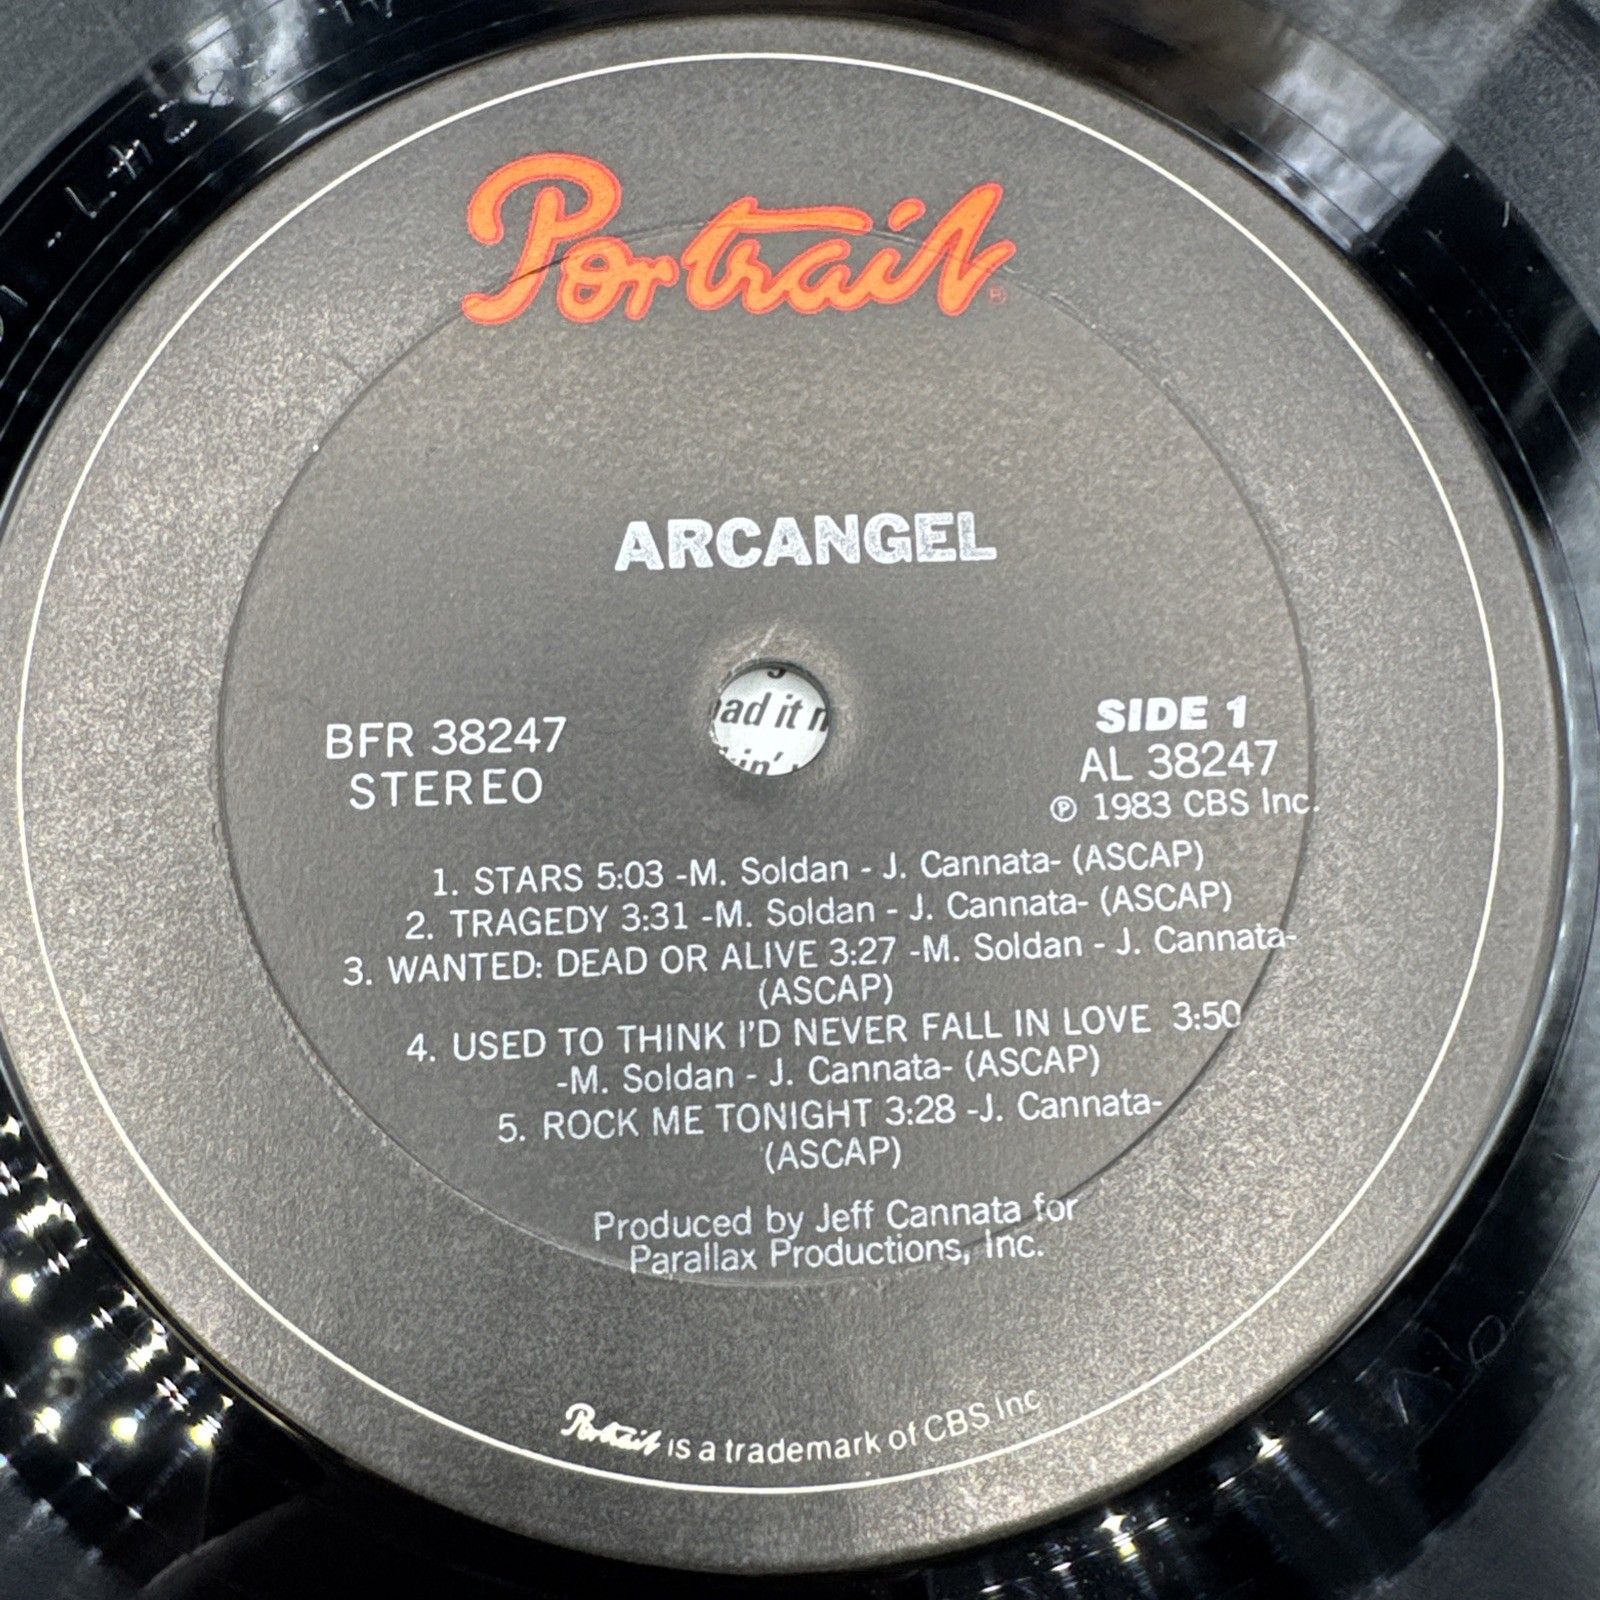 Portrait ®
ARCANGEL
ad it
in'
BFR 38247
STEREO
SIDE 1
AL 38247
℗ 1983 CBS Inc.
1. STARS 5:03 -M. Soldan - J. Cannata- (ASCAP)
2. TRAGEDY 3:31 -M. Soldan - J. Cannata- (ASCAP)
3. WANTED: DEAD OR ALIVE 3:27 -M. Soldan - J. Cannata-
(ASCAP)
4. USED TO THINK I'D NEVER FALL IN LOVE 3:50
-M. Soldan - J. Cannata- (ASCAP)
5. ROCK ME TONIGHT 3:28 -J. Cannata-
(ASCAP)
Produced by Jeff Cannata for
Parallax Productions, Inc.
Portrait is a trademark of CBS Inc